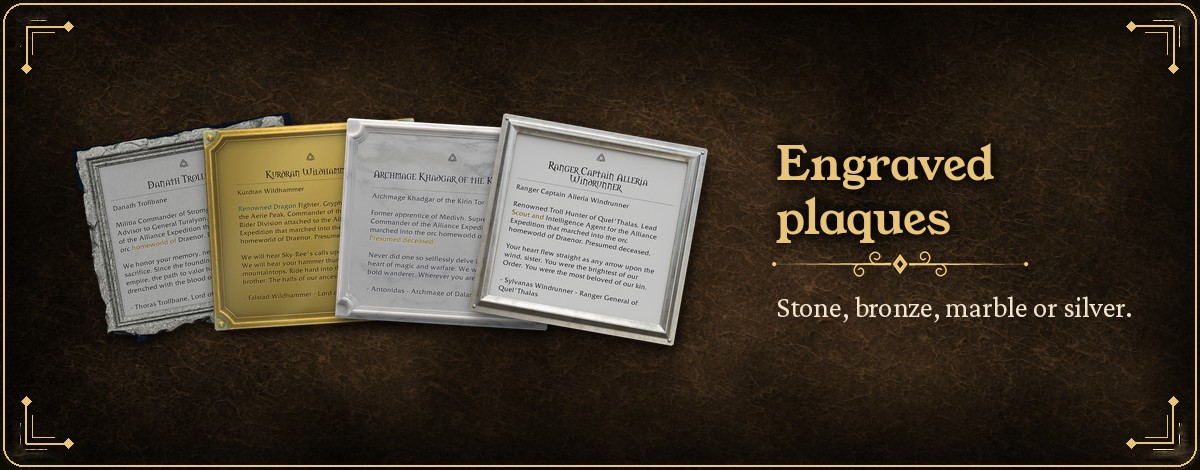 Danath Troll
Danath Trollbane
Militia Commander of Strom
Advisor to General Turalyon.
of the Alliance Expedition th
orc homeworld of Draenor.
We honor your memory, ne
sacrifice. Since the founding
empire, the path to valor h
drenched with the blood o
- Thoras Trollbane, Lord o
Kurdran Wildhamm
Kurdran Wildhammer
Renowned Dragon Fighter, Gryph
the Aerie Peak. Commander of th
Rider Division attached to the Al
Expedition that marched into the
homeworld of Draenor. Presume
We will hear Sky-Ree's calls up
We will hear your hammer thun
mountaintops. Ride hard into t
brother. The halls of our ances
- Falstad Wildhammer - Lord o
Archmage Khadgar of the K
Archmage Khadgar of the Kirin Tor
Former apprentice of Medivh. Supre
Commander of the Alliance Expedi
marched into the orc homeworld o
Presumed deceased.
Never did one so selflessly delve i
heart of magic and warfare. We w
bold wanderer. Wherever you are
- Antonidas - Archmage of Dalar
Ranger Captain Alleria
Windrunner
Ranger Captain Alleria Windrunner
Renowned Troll Hunter of Quel'Thalas. Lead
Scout and Intelligence Agent for the Alliance
Expedition that marched into the orc
homeworld of Draenor. Presumed deceased.
Your heart flew straight as any arrow upon the
wind, sister. You were the brightest of our
Order. You were the most beloved of our kin.
- Sylvanas Windrunner - Ranger General of
Quel'Thalas
Engraved
plaques
Stone, bronze, marble or silver.